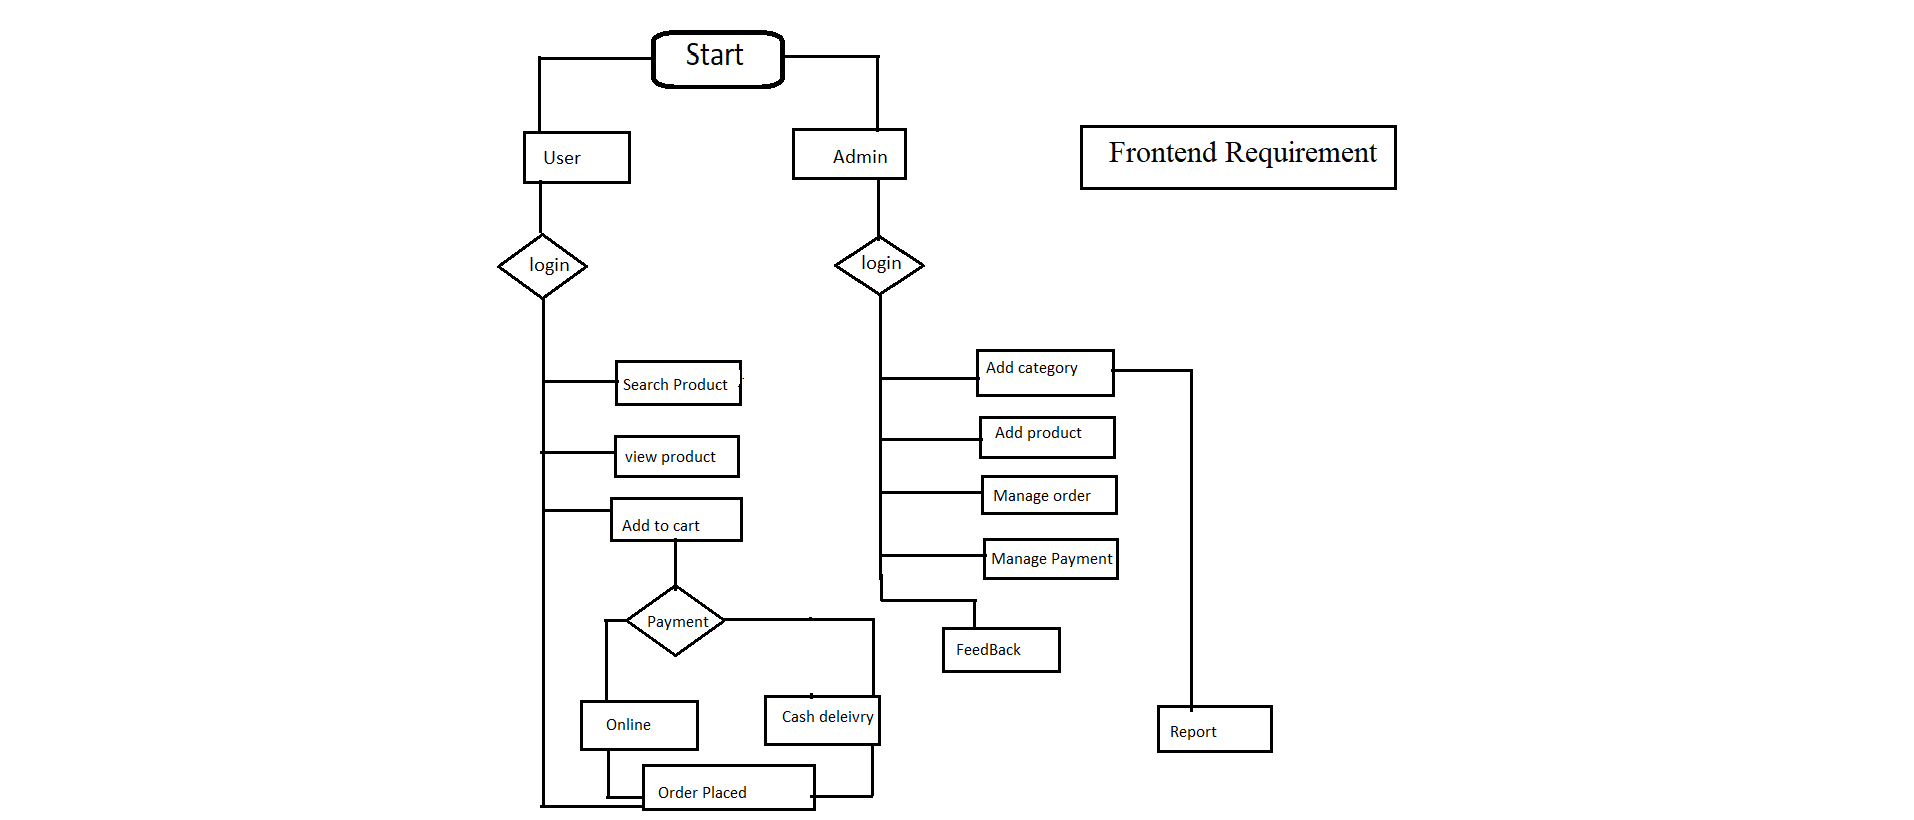 Start
User
Admin
Frontend Requirement
login
login
Search Product
view product
Add to cart
Payment
Online
Cash deleivry
Order Placed
Add category
Add product
Manage order
Manage Payment
FeedBack
Report